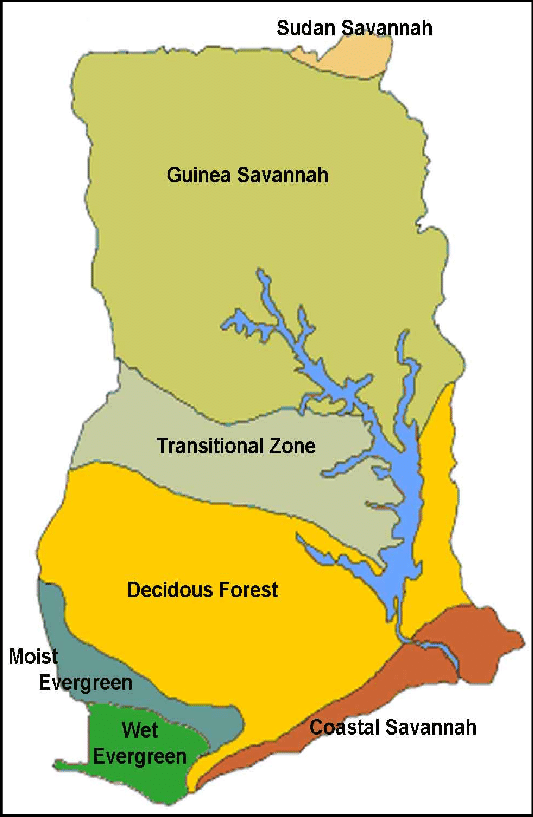 Sudan Savannah
Guinea Savannah
Transitional Zone
Decidous Forest
Moist
Evergreen
Wet
Evergreen
Coastal Savannah